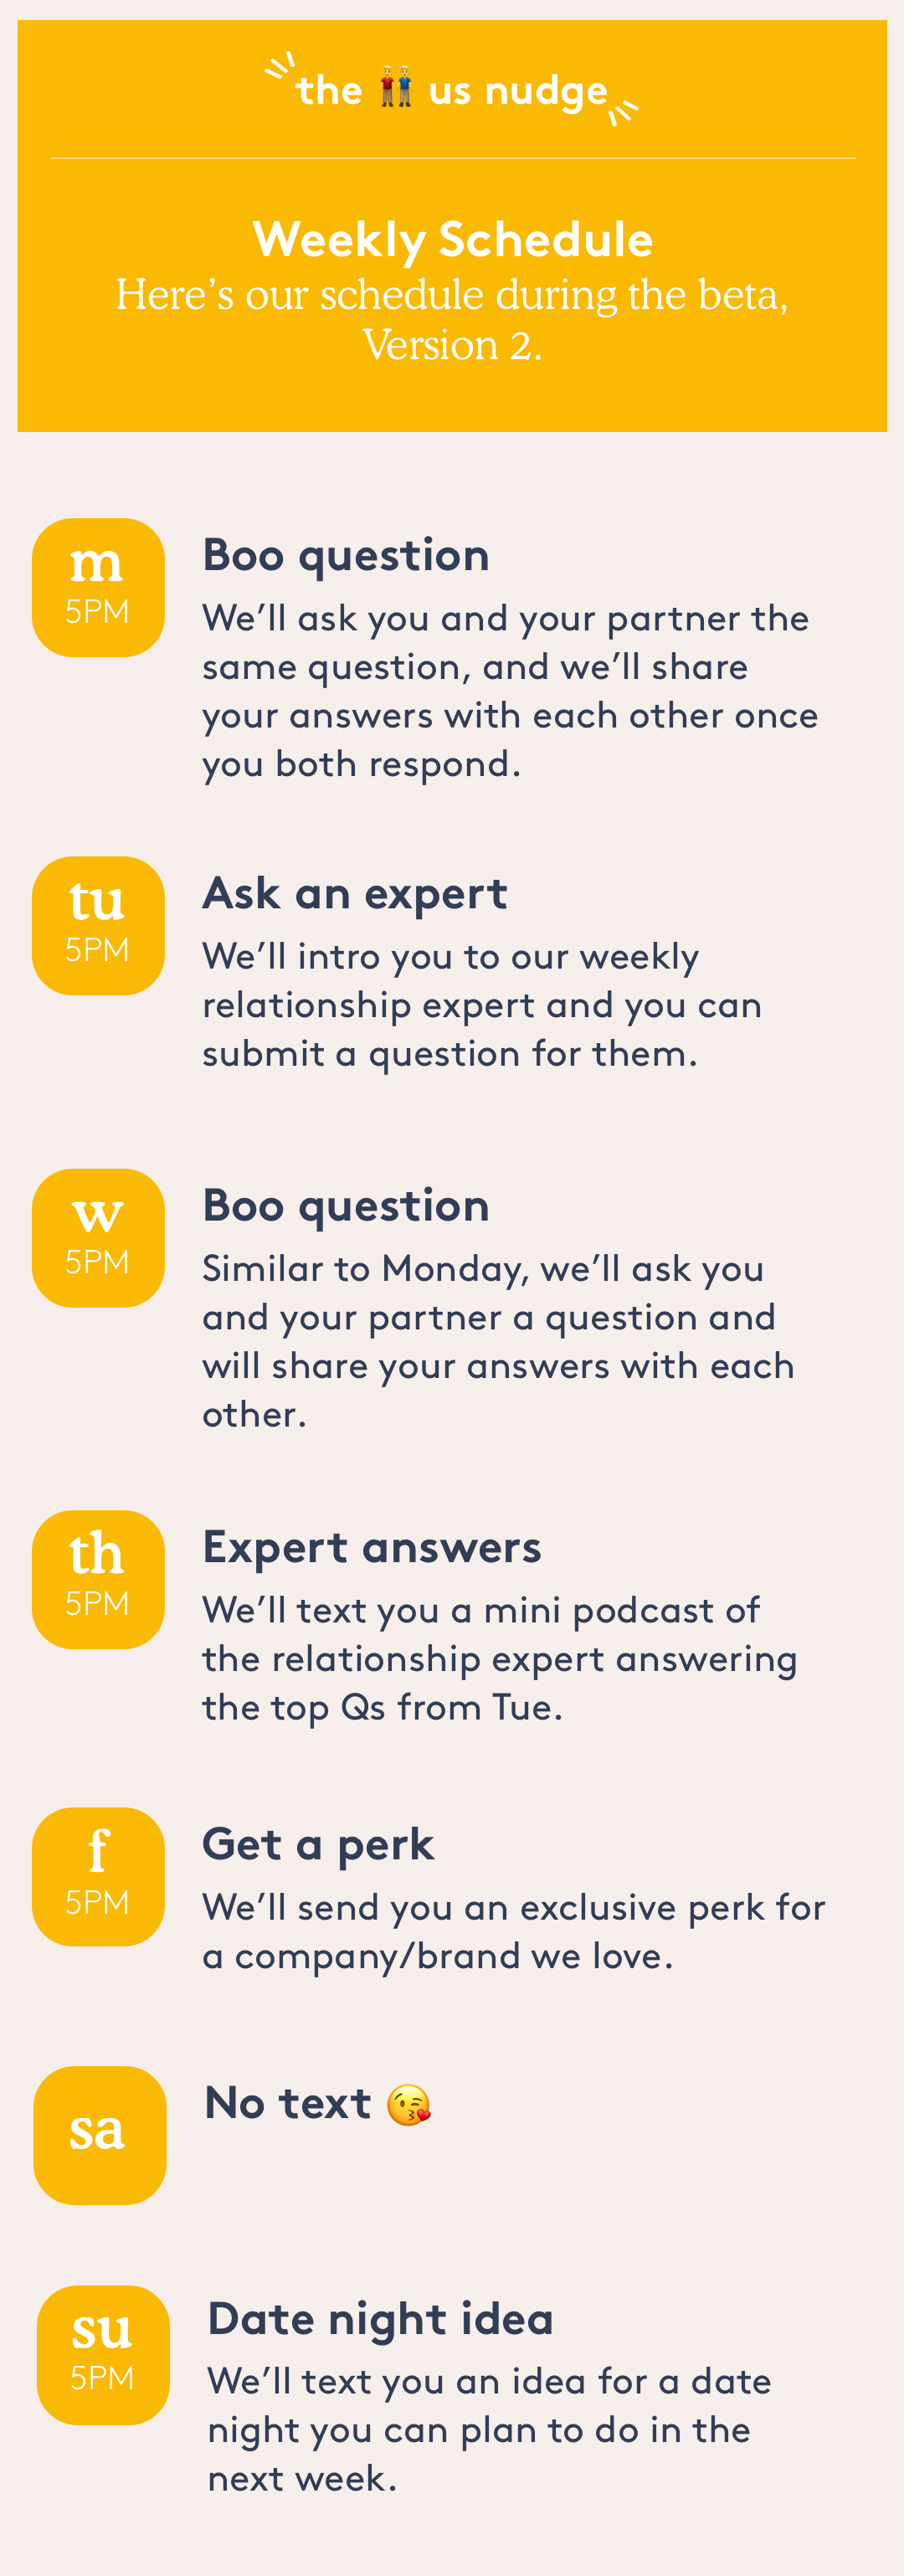 the 👬 us nudge
Weekly Schedule
Here’s our schedule during the beta,
Version 2.
m
5PM
Boo question
We’ll ask you and your partner the
same question, and we’ll share
your answers with each other once
you both respond.
tu
5PM
Ask an expert
We’ll intro you to our weekly
relationship expert and you can
submit a question for them.
w
5PM
Boo question
Similar to Monday, we’ll ask you
and your partner a question and
will share your answers with each
other.
th
5PM
Expert answers
We’ll text you a mini podcast of
the relationship expert answering
the top Qs from Tue.
f
5PM
Get a perk
We’ll send you an exclusive perk for
a company/brand we love.
sa
No text 😘
su
5PM
Date night idea
We’ll text you an idea for a date
night you can plan to do in the
next week.